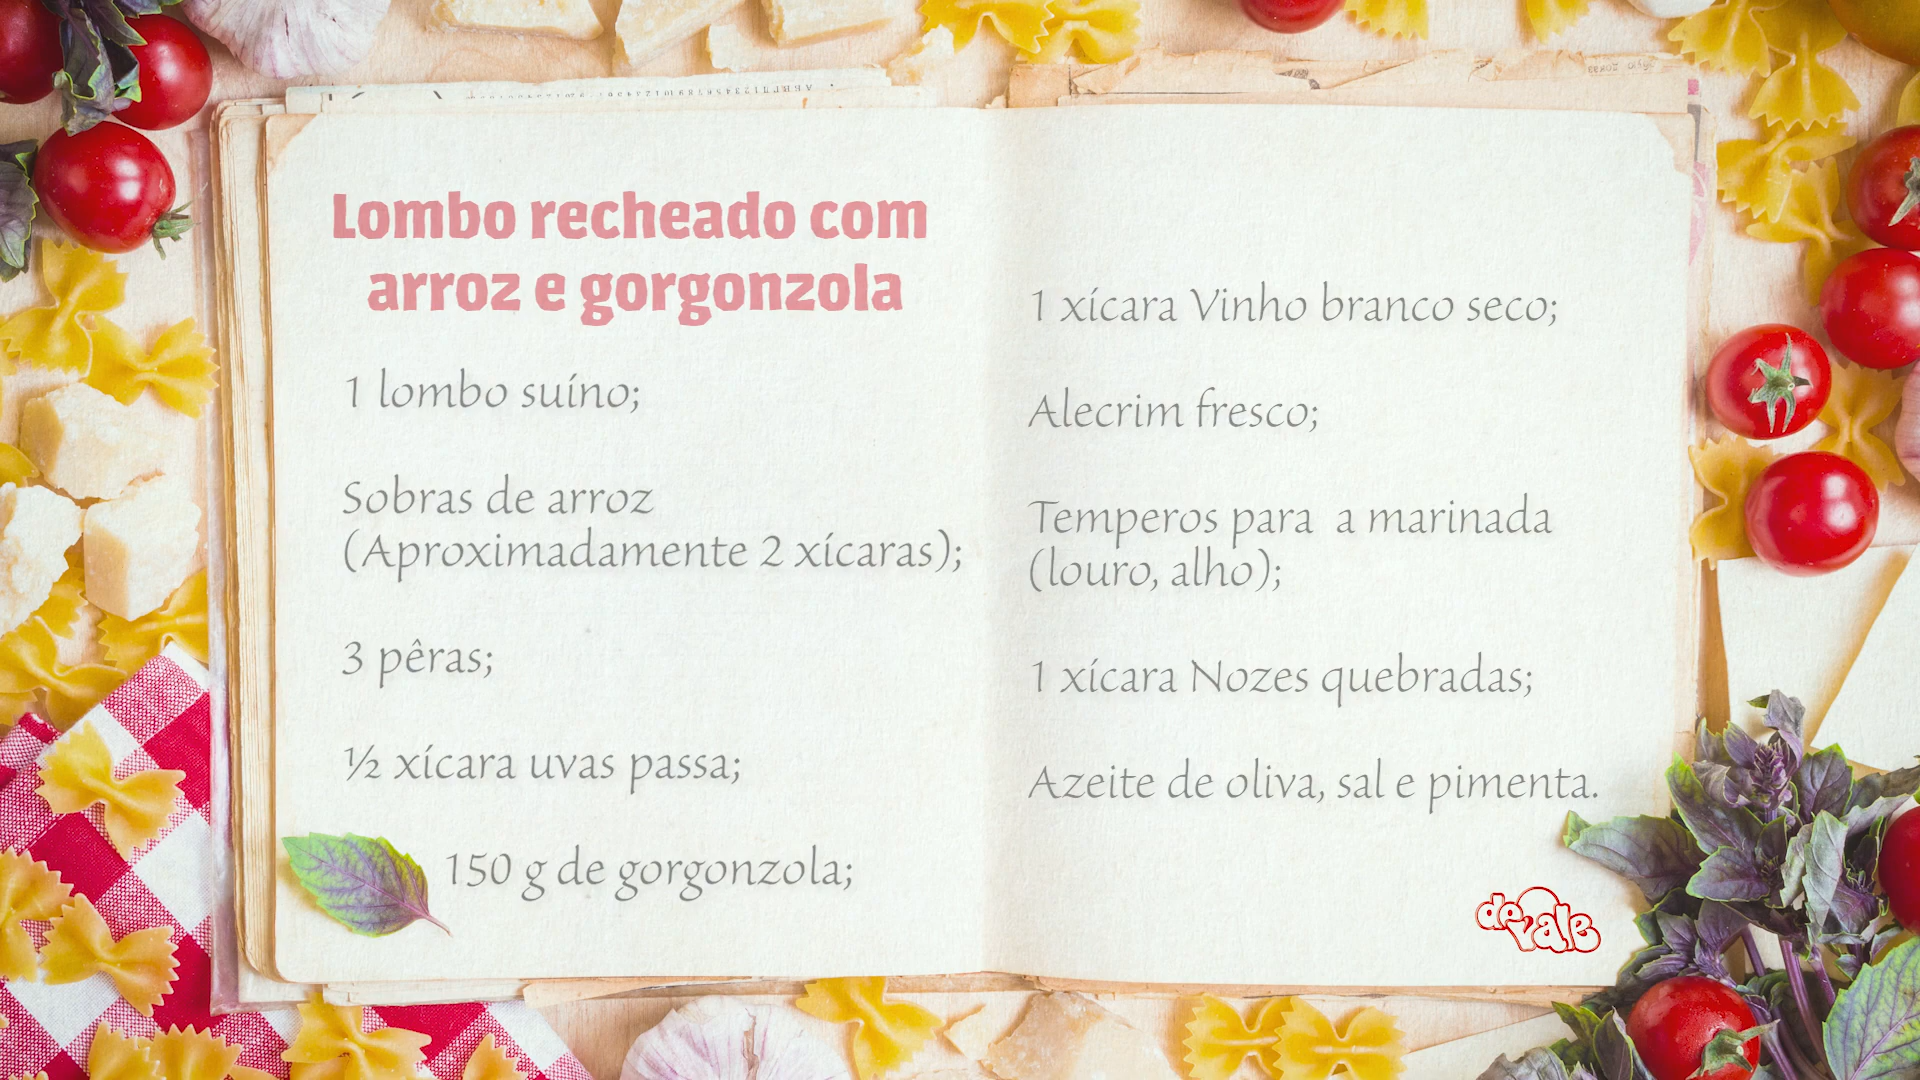 Lombo recheado com
arroz e gorgonzola
1 lombo suíno;
Sobras de arroz
(Aproximadamente 2 xícaras);
3 pêras;
½ xícara uvas passa;
150 g de gorgonzola;
1 xícara Vinho branco seco;
Alecrim fresco;
Temperos para a marinada
(louro, alho);
1 xícara Nozes quebradas;
Azeite de oliva, sal e pimenta.
deVale